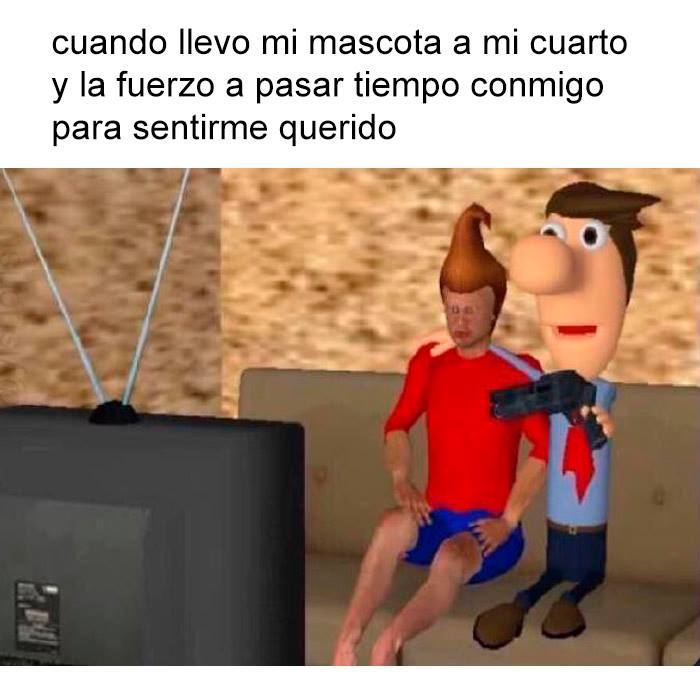 cuando llevo mi mascota a mi cuarto
y la fuerzo a pasar tiempo conmigo
para sentirme querido